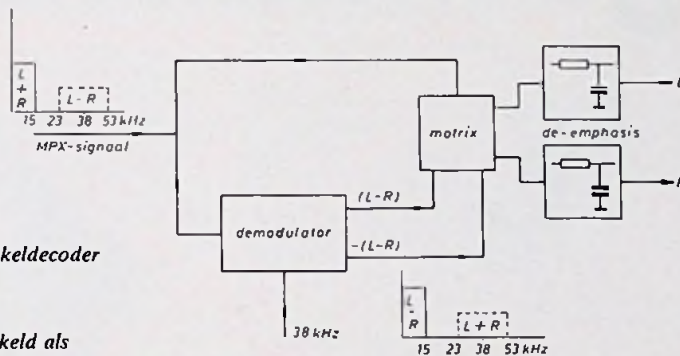 L
+
R
L-R
15 23 38 53 kHz
MPX-signaal
matrix
de-emphasis
L
R
demodulator
(L-R)
-(L-R)
keldecoder
38 kHz
keld als
L
-
R
L+R
15 23 38 53 kHz